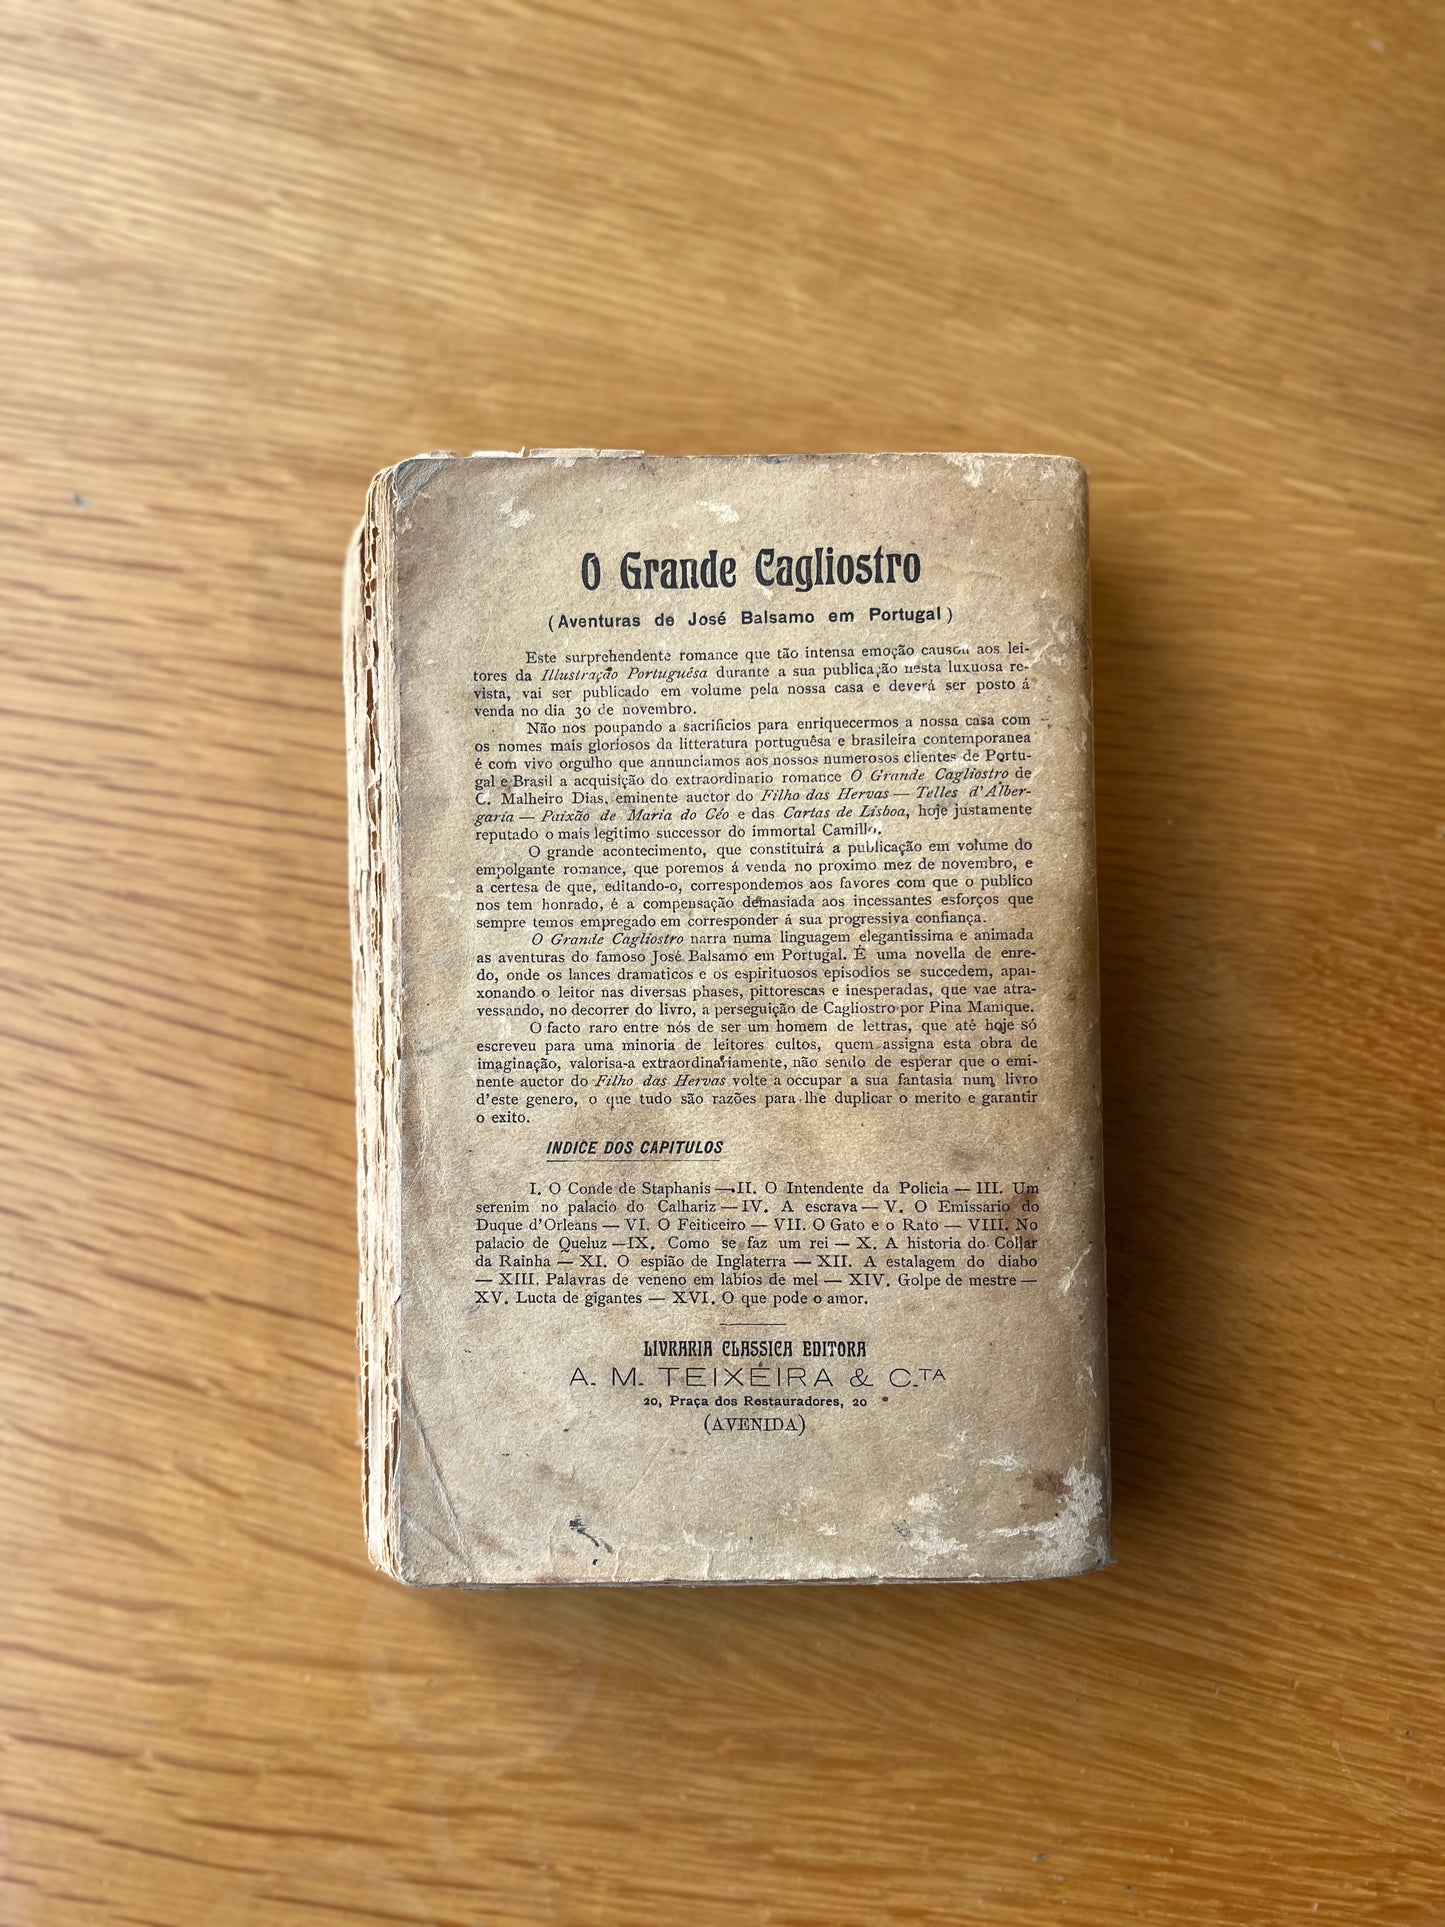 O Grande Cagliostro
(Aventuras de José Balsamo em Portugal)
Este surprehendente romance que tão intensa emoção causou aos lei-
tores da Illustração Portuguêsa durante a sua publicação nesta luxuosa re-
vista, vai ser publicado em volume pela nossa casa e deverá ser posto á
venda no dia 30 de novembro.
Não nos poupando a sacrificios para enriquecermos a nossa casa com
os nomes mais gloriosos da litteratura portuguêsa e brasileira contemporanea
é com vivo orgulho que annunciamos aos nossos numerosos clientes de Portu-
gal e Brasil a acquisição do extraordinario romance O Grande Cagliostro de
C. Malheiro Dias, eminente auctor do Filho das Hervas — Telles d'Alber-
garia — Paixão de Maria do Céo e das Cartas de Lisboa, hoje justamente
reputado o mais legitimo successor do immortal Camillo.
O grande acontecimento, que constituirá a publicação em volume do
empolgante romance, que poremos á venda no proximo mez de novembro, e
a certesa de que, editando-o, correspondemos aos favores com que o publico
nos tem honrado, é a compensação demasiada aos incessantes esforços que
sempre temos empregado em corresponder á sua progressiva confiança.
O Grande Cagliostro narra numa linguagem elegantissima e animada
as aventuras do famoso José Balsamo em Portugal. É uma novella de enre-
do, onde os lances dramaticos e os espirituosos episodios se succedem, apai-
xonando o leitor nas diversas phases, pittorescas e inesperadas, que vae atra-
vessando, no decorrer do livro, a perseguição de Cagliostro por Pina Manique.
O facto raro entre nós de ser um homem de lettras, que até hoje só
escreveu para uma minoria de leitores cultos, quem assigna esta obra de
imaginação, valorisa-a extraordinariamente, não sendo de esperar que o emi-
nente auctor do Filho das Hervas volte a occupar a sua fantasia num livro
d'este genero, o que tudo são razões para lhe duplicar o merito e garantir
o exito.
INDICE DOS CAPITULOS
I. O Conde de Staphanis — II. O Intendente da Policia — III. Um
serenim no palacio do Calhariz — IV. A escrava — V. O Emissario do
Duque d'Orleans — VI. O Feiticeiro — VII. O Gato e o Rato — VIII. No
palacio de Queluz — IX. Como se faz um rei — X. A historia do Collar
da Rainha — XI. O espião de Inglaterra — XII. A estalagem do diabo
— XIII. Palavras de veneno em labios de mel — XIV. Golpe de mestre —
XV. Lucta de gigantes — XVI. O que pode o amor.
LIVRARIA CLASSICA EDITORA
A. M. TEIXEIRA & C.TA
20, Praça dos Restauradores, 20
(AVENIDA)